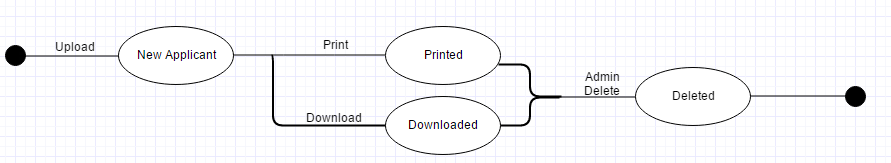 Upload
New Applicant
Print
Printed
Download
Downloaded
Admin
Delete
Deleted